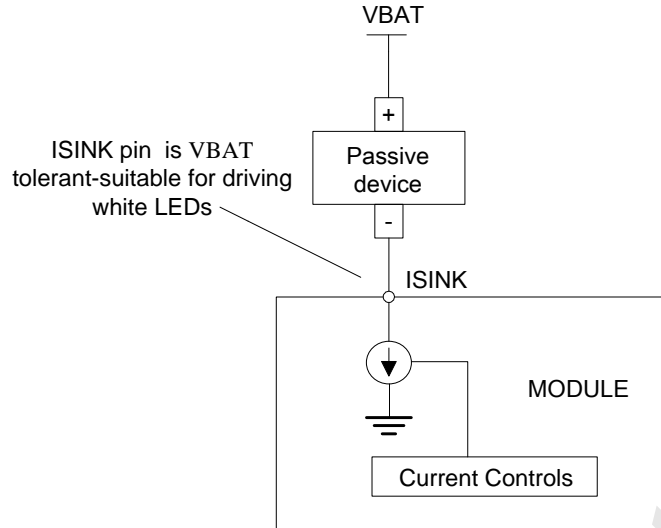 VBAT
+
ISINK pin is VBAT
tolerant-suitable for driving
white LEDs
Passive
device
-
ISINK
MODULE
Current Controls